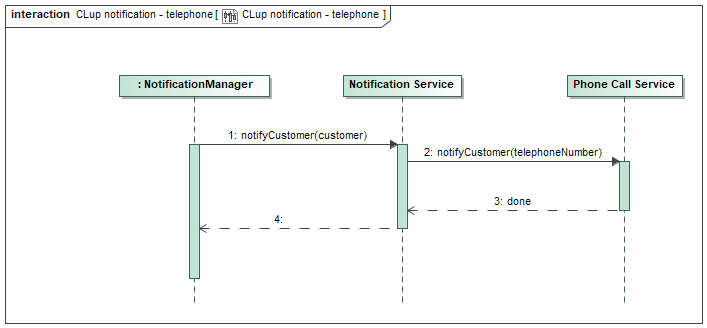 interaction CLup notification - telephone [ CLup notification - telephone ]
: NotificationManager
Notification Service
Phone Call Service
1: notifyCustomer(customer)
2: notifyCustomer(telephoneNumber)
3: done
4: